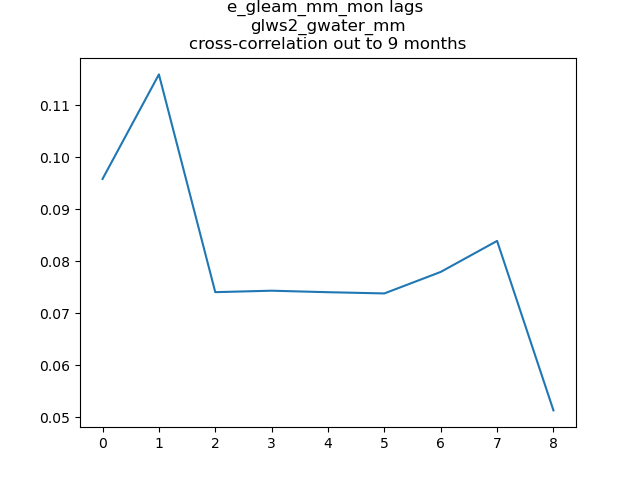 e_gleam_mm_mon lags
glws2_gwater_mm
cross-correlation out to 9 months
0.11
0.10
0.09
0.08
0.07
0.06
0.05
0 1 2 3 4 5 6 7 8